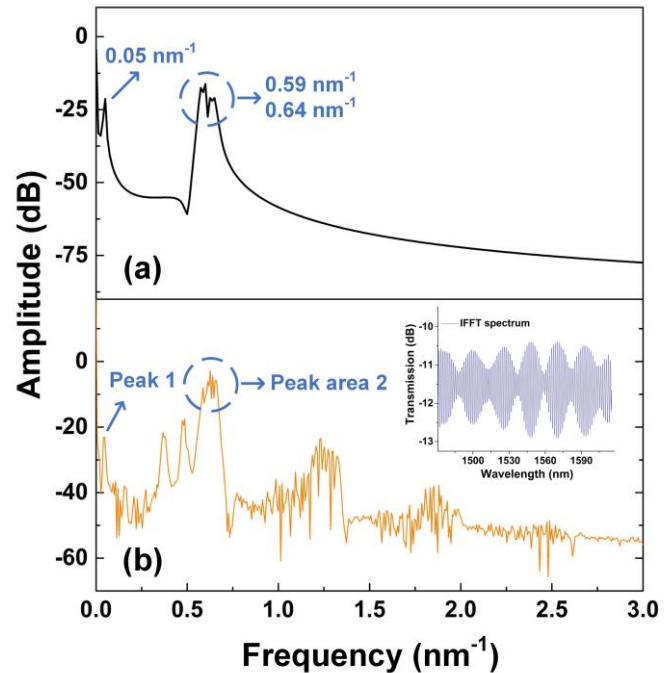 0
-25
-50
-75
0.05 nm⁻¹
0.59 nm⁻¹
0.64 nm⁻¹
(a)
Amplitude (dB)
0
-20
-40
-60
Peak 1
Peak area 2
(b)
IFFT spectrum
-10
-11
-12
-13
Transmission (dB)
1500 1530 1560 1590
Wavelength (nm)
0.0 0.5 1.0 1.5 2.0 2.5 3.0
Frequency (nm⁻¹)